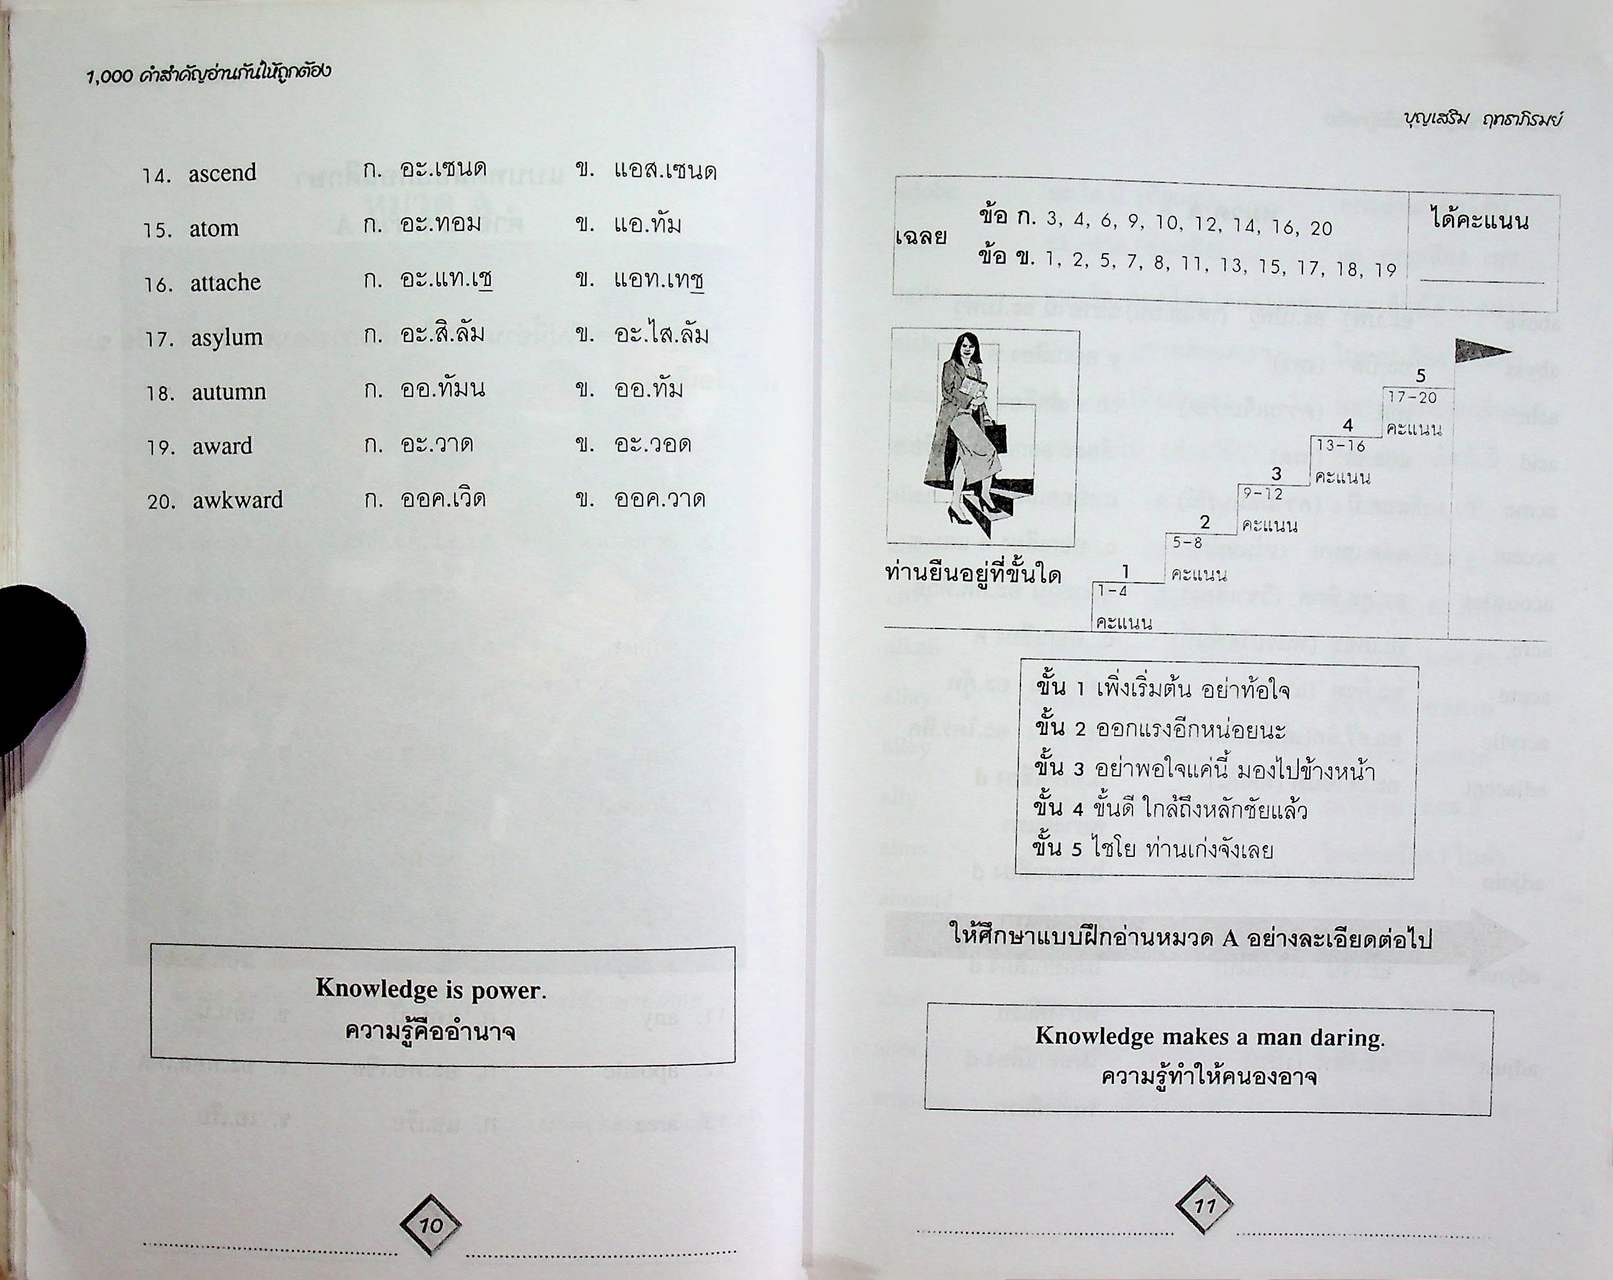 1,000 คำสำคัญอ่านกันให้ถูกต้อง
14. ascend ก. อะ.เซนด ข. แอส.เซนด
15. atom ก. อะ.ทอม ข. แอ.ทัม
16. attache ก. อะ.แท.เช ข. แอท.เทช
17. asylum ก. อะ.สิ.ลัม ข. อะ.ไส.ลัม
18. autumn ก. ออ.ทัมน ข. ออ.ทัม
19. award ก. อะ.วาด ข. อะ.วอด
20. awkward ก. ออค.เวิด ข. ออค.วาด
Knowledge is power.
ความรู้คืออำนาจ
10
บุญเสริม ฤทธาภิรมย์
เฉลย
ข้อ ก. 3, 4, 6, 9, 10, 12, 14, 16, 20
ข้อ ข. 1, 2, 5, 7, 8, 11, 13, 15, 17, 18, 19
ได้คะแนน
5
17-20
คะแนน
4
13-16
คะแนน
3
9-12
คะแนน
2
5-8
คะแนน
1
1-4
คะแนน
ท่านยืนอยู่ที่ขั้นใด
ขั้น 1 เพิ่งเริ่มต้น อย่าท้อใจ
ขั้น 2 ออกแรงอีกหน่อยนะ
ขั้น 3 อย่าพอใจแค่นี้ มองไปข้างหน้า
ขั้น 4 ขั้นดี ใกล้ถึงหลักชัยแล้ว
ขั้น 5 ไชโย ท่านเก่งจังเลย
ให้ศึกษาแบบฝึกอ่านหมวด A อย่างละเอียดต่อไป
Knowledge makes a man daring.
ความรู้ทำให้คนองอาจ
11